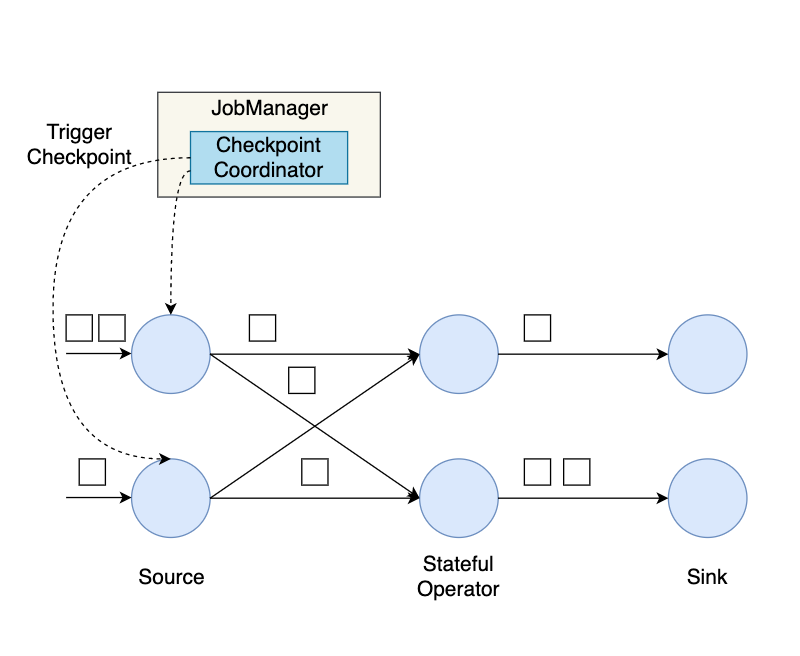 JobManager
Trigger
Checkpoint
Checkpoint
Coordinator
Source
Stateful
Operator
Sink